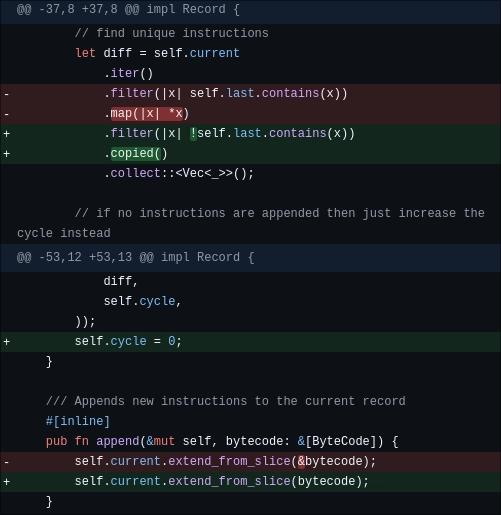 @@ -37,8 +37,8 @@ impl Record {
        // find unique instructions
        let diff = self.current
            .iter()
-            .filter(|x| self.last.contains(x))
-            .map(|x| *x)
+            .filter(|x| !self.last.contains(x))
+            .copied()
            .collect::<Vec<_>>();

        // if no instructions are appended then just increase the
cycle instead
@@ -53,12 +53,13 @@ impl Record {
            diff,
            self.cycle,
        ));
+        self.cycle = 0;
    }

    /// Appends new instructions to the current record
    #[inline]
    pub fn append(&mut self, bytecode: &[ByteCode]) {
-        self.current.extend_from_slice(&bytecode);
+        self.current.extend_from_slice(bytecode);
    }